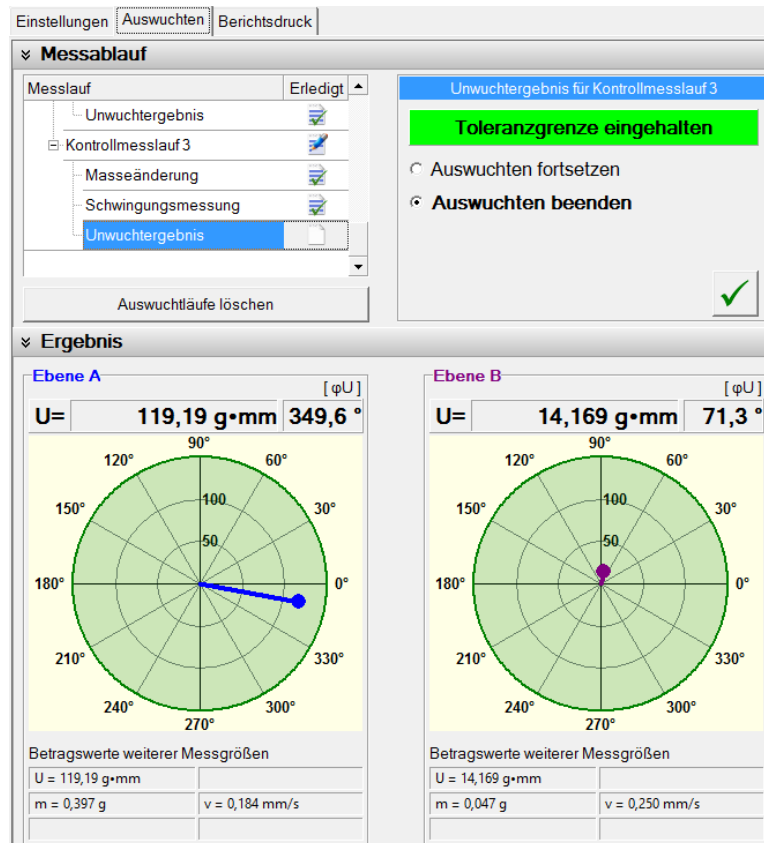 Einstellungen Auswuchten Berichtsdruck
Messablauf
Messlauf Erledigt
Unwuchtergebnis
Kontrollmesslauf 3
Masseänderung
Schwingungsmessung
Unwuchtergebnis
Auswuchtläufe löschen
Unwuchtergebnis für Kontrollmesslauf 3
Toleranzgrenze eingehalten
Auswuchten fortsetzen
Auswuchten beenden
Ergebnis
Ebene A
[ φU ]
U= 119,19 g•mm 349,6 °
90°
120° 60°
150° 100 30°
50
180° 0°
210° 330°
240° 300°
270°
Betragswerte weiterer Messgrößen
U = 119,19 g•mm
m = 0,397 g v = 0,184 mm/s
Ebene B
[ φU ]
U= 14,169 g•mm 71,3 °
90°
120° 60°
150° 100 30°
50
180° 0°
210° 330°
240° 300°
270°
Betragswerte weiterer Messgrößen
U = 14,169 g•mm
m = 0,047 g v = 0,250 mm/s